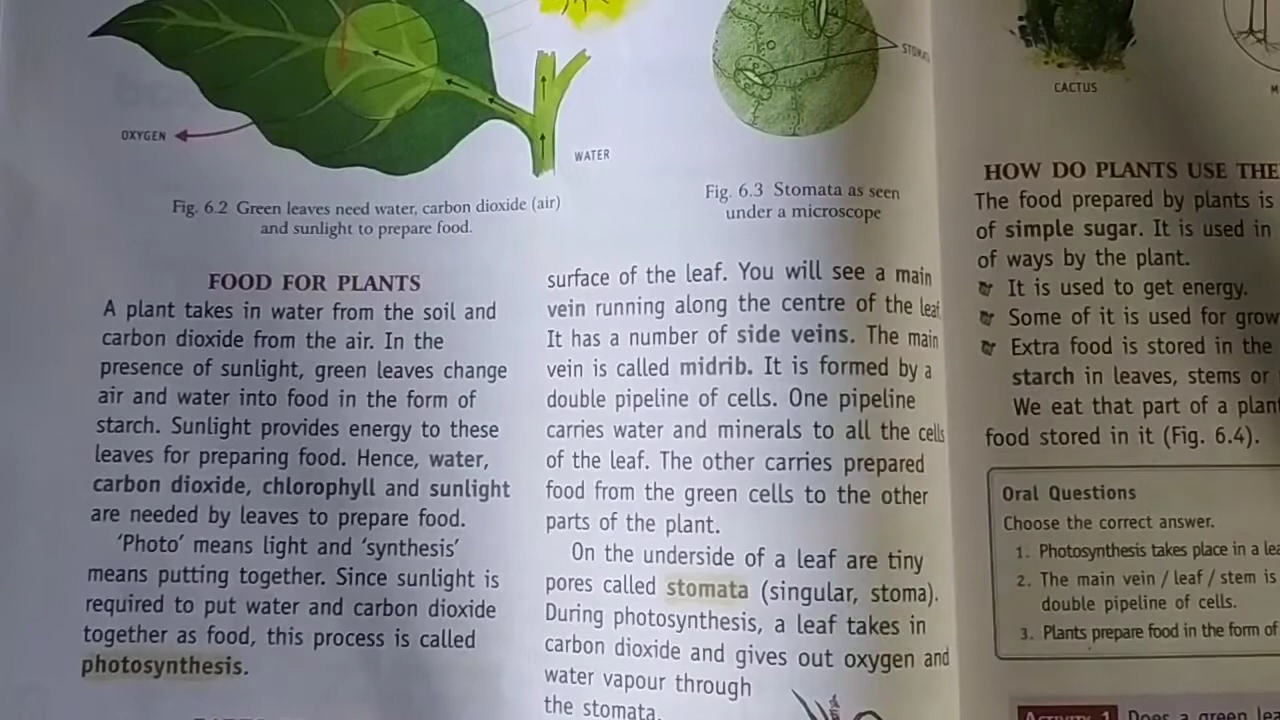 OXYGEN
WATER
Fig. 6.2 Green leaves need water, carbon dioxide (air)
and sunlight to prepare food.
Fig. 6.3 Stomata as seen
under a microscope
FOOD FOR PLANTS
A plant takes in water from the soil and
carbon dioxide from the air. In the
presence of sunlight, green leaves change
air and water into food in the form of
starch. Sunlight provides energy to these
leaves for preparing food. Hence, water,
carbon dioxide, chlorophyll and sunlight
are needed by leaves to prepare food.
'Photo' means light and 'synthesis'
means putting together. Since sunlight is
required to put water and carbon dioxide
together as food, this process is called
photosynthesis.
surface of the leaf. You will see a main
vein running along the centre of the leaf.
It has a number of side veins. The main
vein is called midrib. It is formed by a
double pipeline of cells. One pipeline
carries water and minerals to all the cells
of the leaf. The other carries prepared
food from the green cells to the other
parts of the plant.
On the underside of a leaf are tiny
pores called stomata (singular, stoma).
During photosynthesis, a leaf takes in
carbon dioxide and gives out oxygen and
water vapour through
the stomata.
CACTUS
HOW DO PLANTS USE THE
The food prepared by plants is
of simple sugar. It is used in
of ways by the plant.
It is used to get energy.
Some of it is used for grow
Extra food is stored in the
starch in leaves, stems or
We eat that part of a plant
food stored in it (Fig. 6.4).
Oral Questions
Choose the correct answer.
1. Photosynthesis takes place in a lea
2. The main vein / leaf / stem is
double pipeline of cells.
3. Plants prepare food in the form of
ACTIVITY 1 Does a green lea